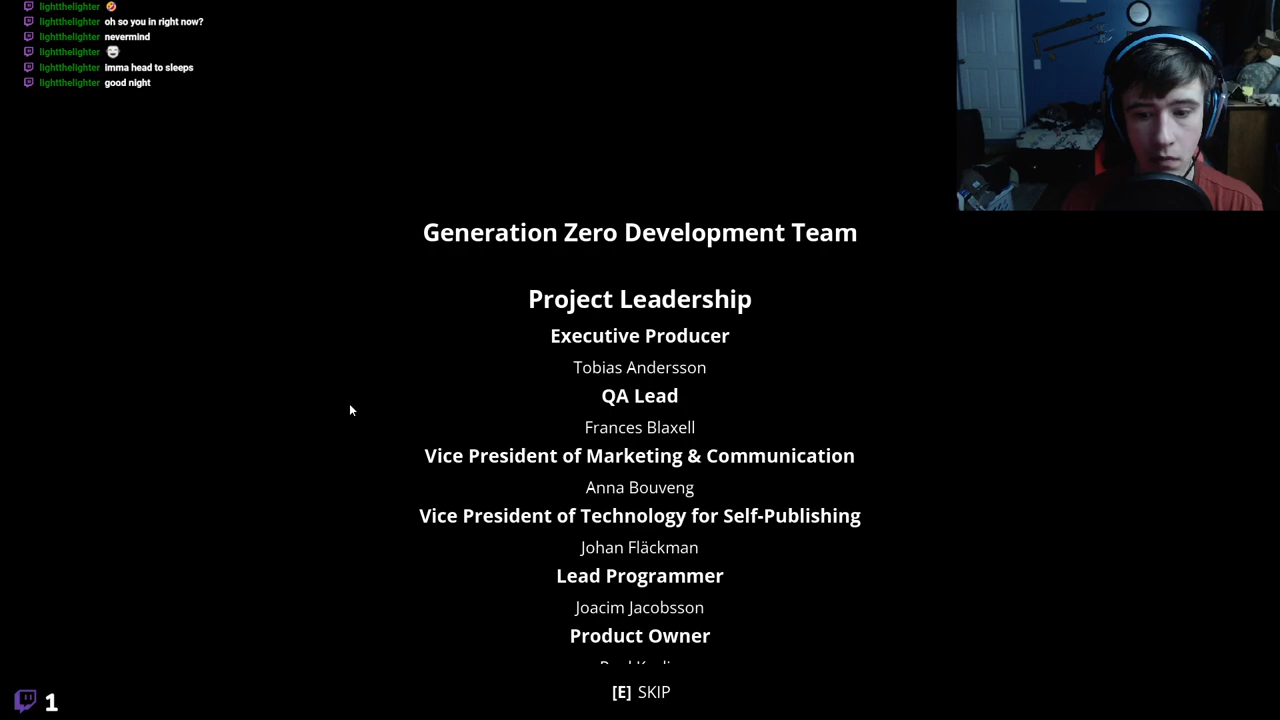 lightthelighter
lightthelighter oh so you in right now?
lightthelighter nevermind
lightthelighter
lightthelighter imma head to sleeps
lightthelighter good night
Generation Zero Development Team
Project Leadership
Executive Producer
Tobias Andersson
QA Lead
Frances Blaxell
Vice President of Marketing & Communication
Anna Bouveng
Vice President of Technology for Self-Publishing
Johan Fläckman
Lead Programmer
Joacim Jacobsson
Product Owner
[E] SKIP
1